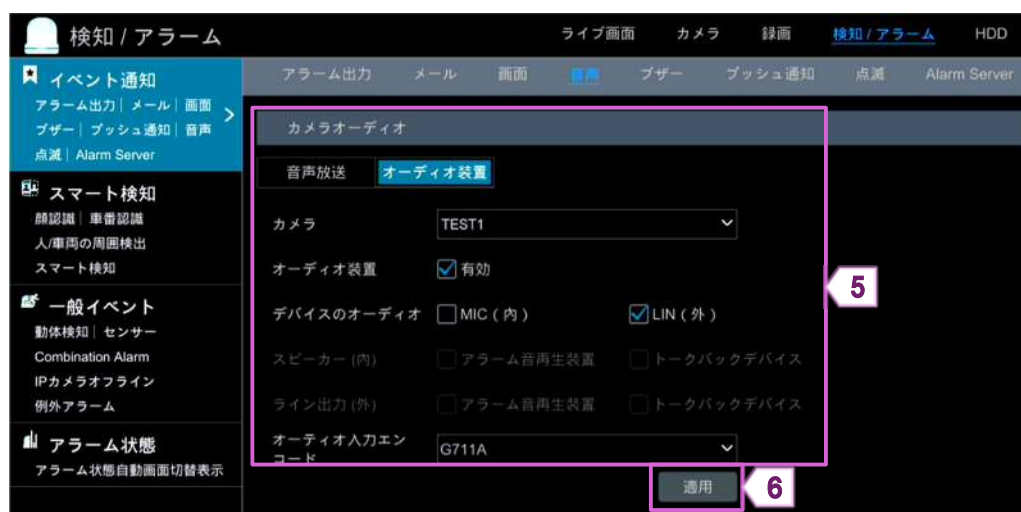 検知 / アラーム
ライブ画面 カメラ 録画 検知 / アラーム HDD
イベント通知
アラーム出力 | メール | 画面
ブザー | プッシュ通知 | 音声
点滅 | Alarm Server
スマート検知
顔認識 | 車番認識
人/車両の周囲検出
スマート検知
一般イベント
動体検知 | センサー
Combination Alarm
IPカメラオフライン
例外アラーム
アラーム状態
アラーム状態自動画面切替表示
アラーム出力 メール 画面 音声 ブザー プッシュ通知 点滅 Alarm Server
カメラオーディオ
音声放送 オーディオ装置
カメラ TEST1
オーディオ装置 有効
デバイスのオーディオ MIC ( 内 ) LIN ( 外 )
スピーカー (内) アラーム音再生装置 トークバックデバイス
ライン出力 (外) アラーム音再生装置 トークバックデバイス
オーティオ人力エン
コード G711A
適用
5
6